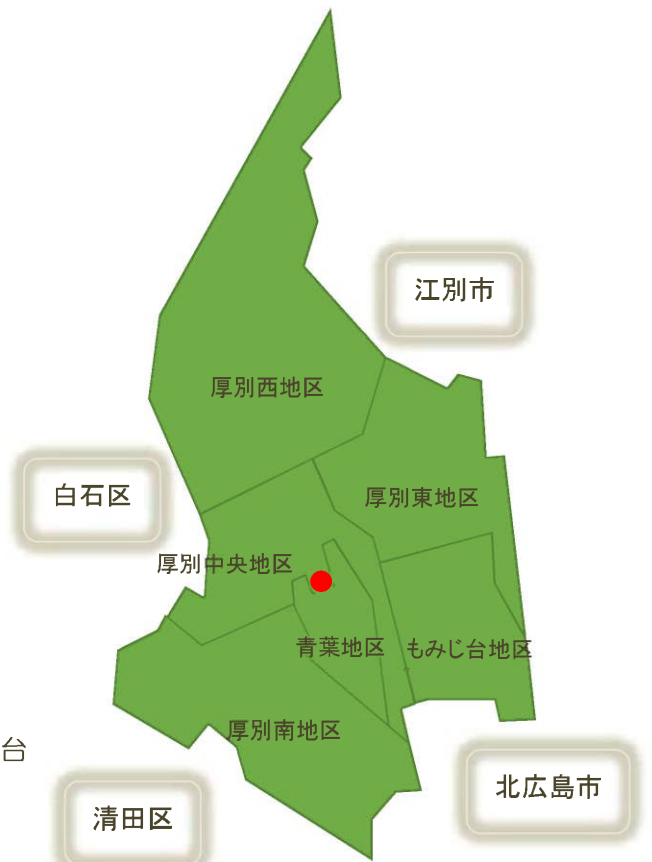 江別市
厚別西地区
白石区
厚別東地区
厚別中央地区
青葉地区
もみじ台地区
厚別南地区
台
北広島市
清田区